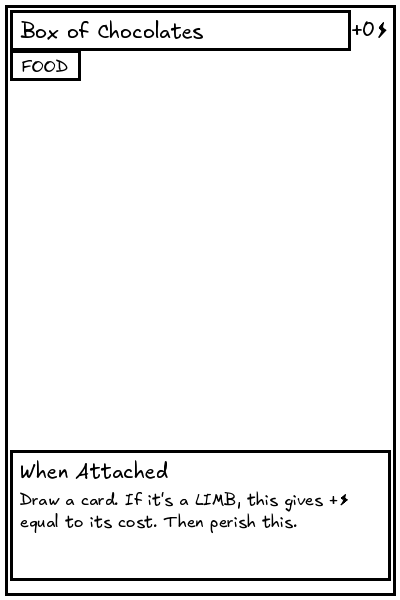 Box of Chocolates
+0⚡
FOOD
When Attached
Draw a card. If it's a LIMB, this gives +⚡
equal to its cost. Then perish this.